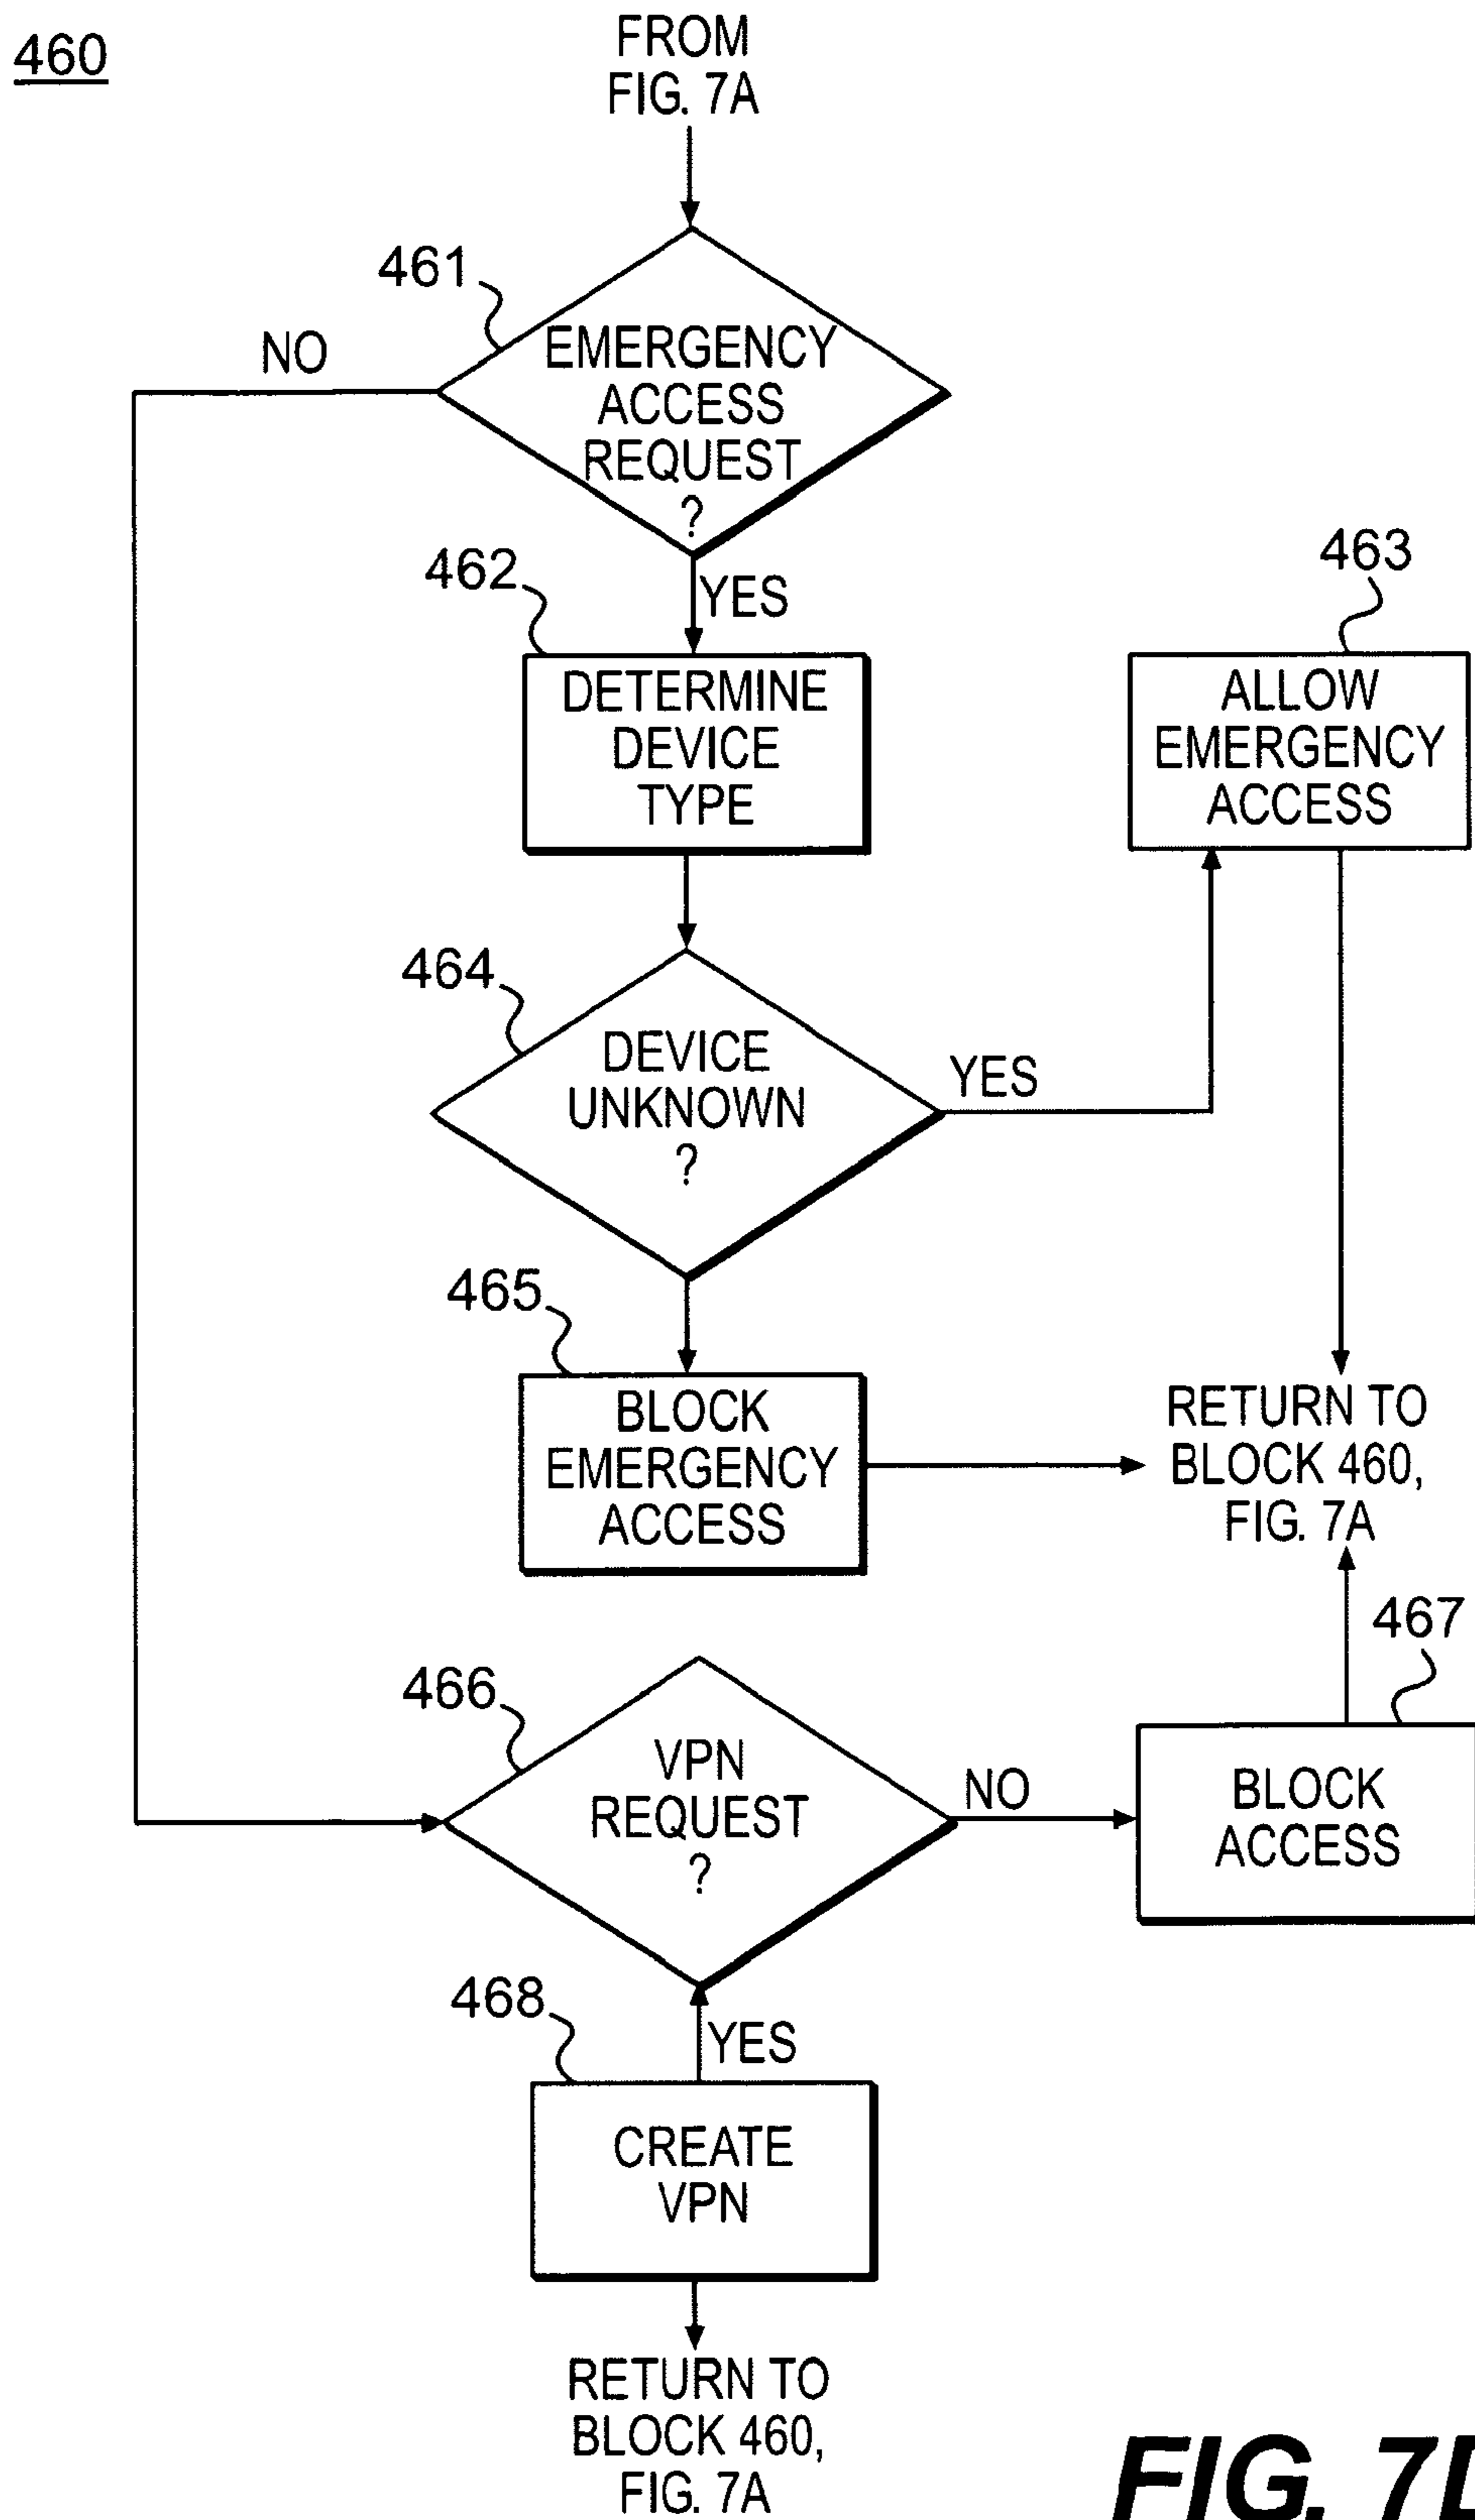 460
FROM
FIG. 7A
461
NO
EMERGENCY
ACCESS
REQUEST
?
462
YES
463
DETERMINE
DEVICE
TYPE
ALLOW
EMERGENCY
ACCESS
464
DEVICE
UNKNOWN
?
YES
465
BLOCK
EMERGENCY
ACCESS
RETURN TO
BLOCK 460,
FIG. 7A
466
VPN
REQUEST
?
NO
467
BLOCK
ACCESS
468
YES
CREATE
VPN
RETURN TO
BLOCK 460,
FIG. 7A
FIG.